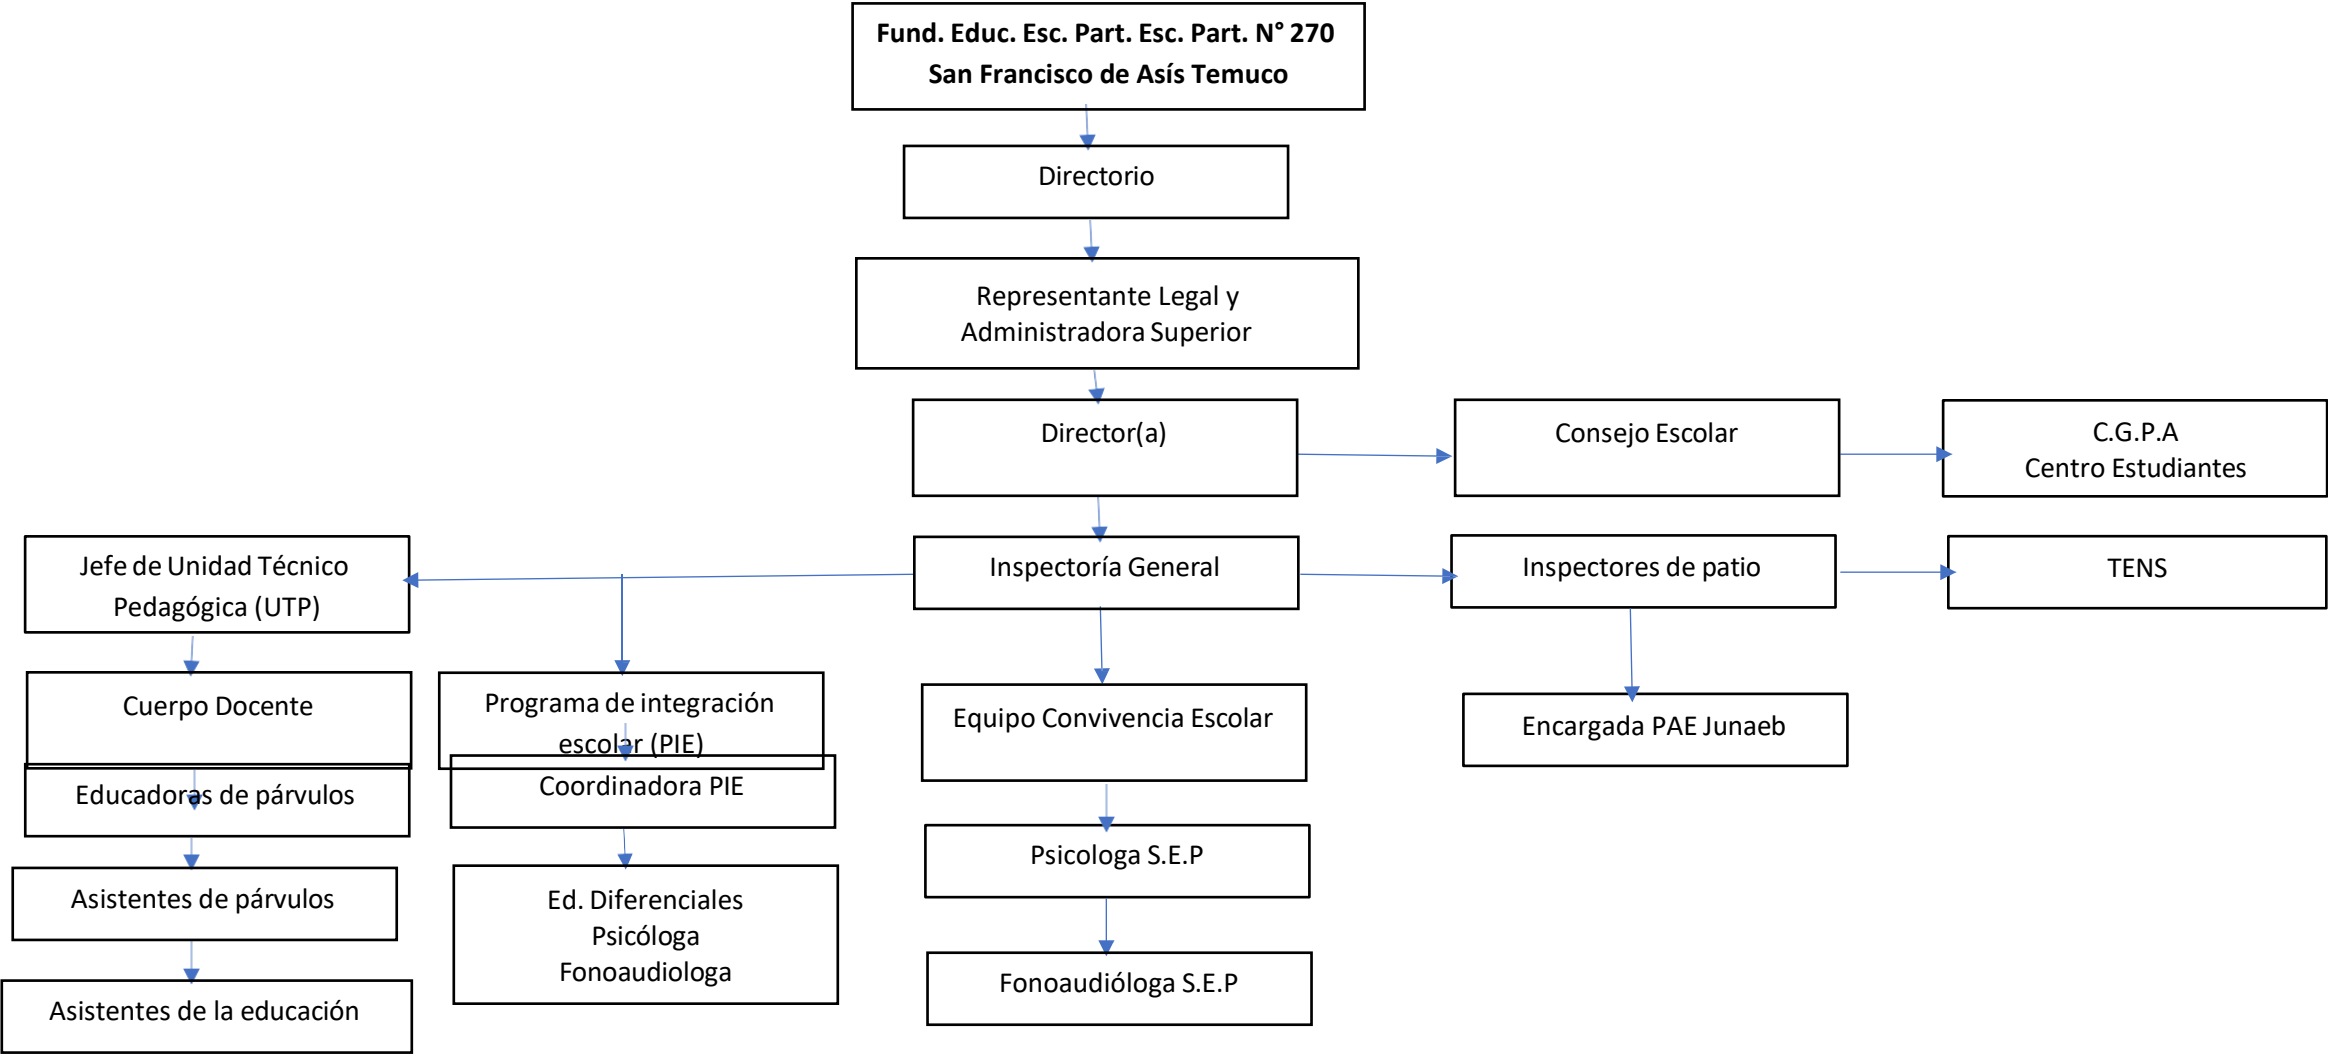 Fund. Educ. Esc. Part. Esc. Part. N° 270
San Francisco de Asís Temuco
Directorio
Representante Legal y
Administradora Superior
Director(a)
Consejo Escolar
C.G.P.A
Centro Estudiantes
Jefe de Unidad Técnico
Pedagógica (UTP)
Inspectoría General
Inspectores de patio
TENS
Cuerpo Docente
Programa de integración
escolar (PIE)
Equipo Convivencia Escolar
Encargada PAE Junaeb
Educadoras de párvulos
Coordinadora PIE
Psicologa S.E.P
Asistentes de párvulos
Ed. Diferenciales
Psicóloga
Fonoaudiologa
Fonoaudióloga S.E.P
Asistentes de la educación